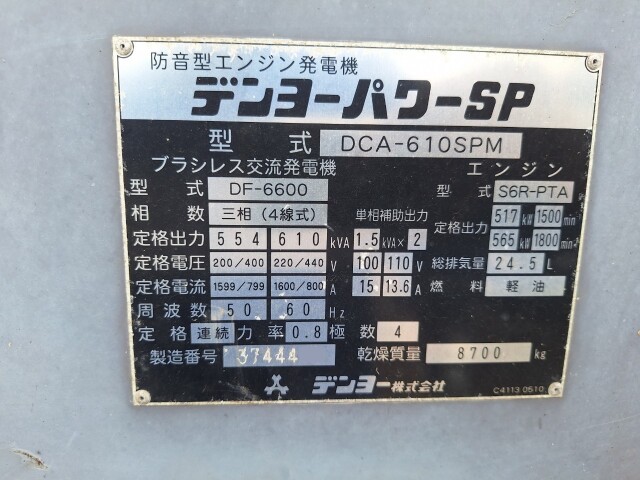 防音型エンジン発電機
デンヨーパワーSP
型式 DCA-610SPM
ブラシレス交流発電機 エンジン
型式 DF-6600 型式 S6R-PTA
相数 三相(4線式) 単相補助出力 定格出力 517 kW 1500 min-1
定格出力 554 610 kVA 1.5 kVA×2 565 kW 1800 min-1
定格電圧 200/400 220/440 V 100 110 V 総排気量 24.5 L
定格電流 1599/799 1600/800 A 15 13.6 A 燃料 軽油
周波数 50 60 Hz
定格 連続 力率 0.8 極数 4
製造番号 37444 乾燥質量 8700 kg
デンヨー株式会社 C4113 0510